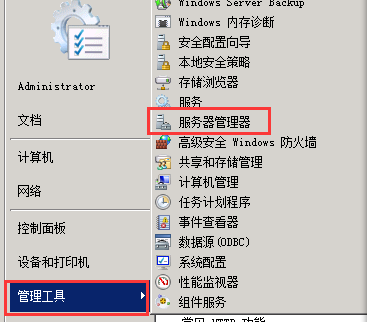 Administrator
文档
计算机
网络
控制面板
设备和打印机
管理工具
Windows Server Backup
Windows 内存诊断
安全配置向导
本地安全策略
存储浏览器
服务
服务器管理器
高级安全 Windows 防火墙
共享和存储管理
计算机管理
任务计划程序
事件查看器
数据源(ODBC)
系统配置
性能监视器
组件服务
常见 HTTP 功能